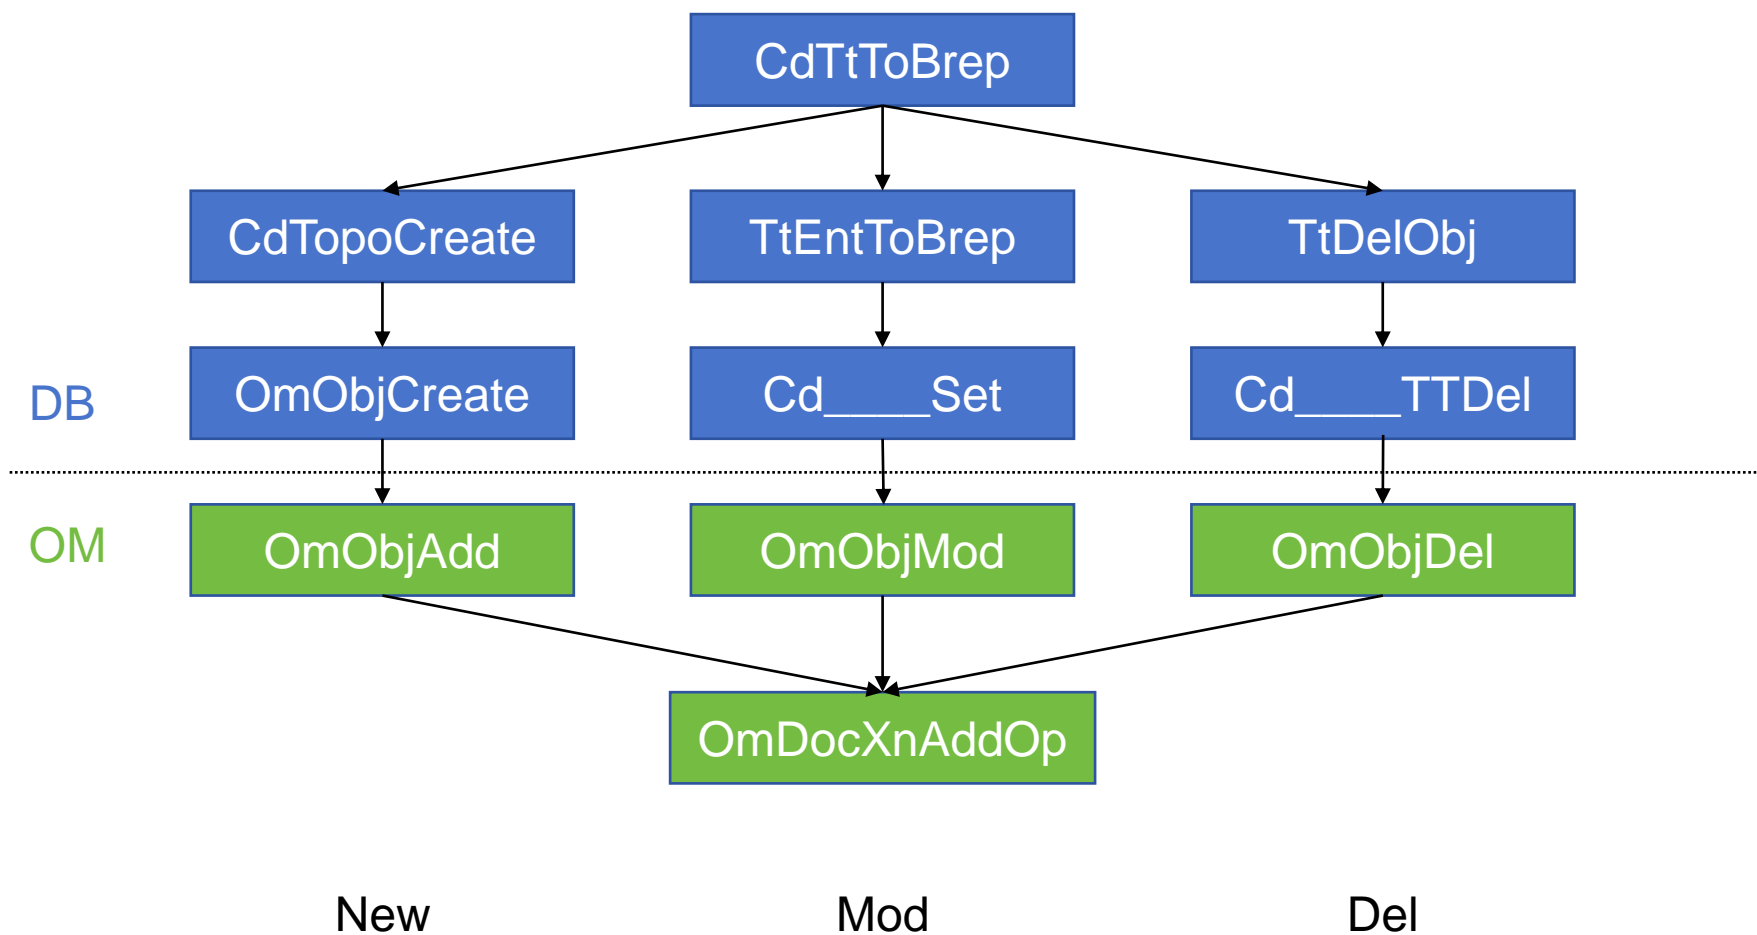 CdTtToBrep
CdTopoCreate
TtEntToBrep
TtDelObj
DB
OmObjCreate
Cd____Set
Cd____TTDel
OM
OmObjAdd
OmObjMod
OmObjDel
OmDocXnAddOp
New
Mod
Del